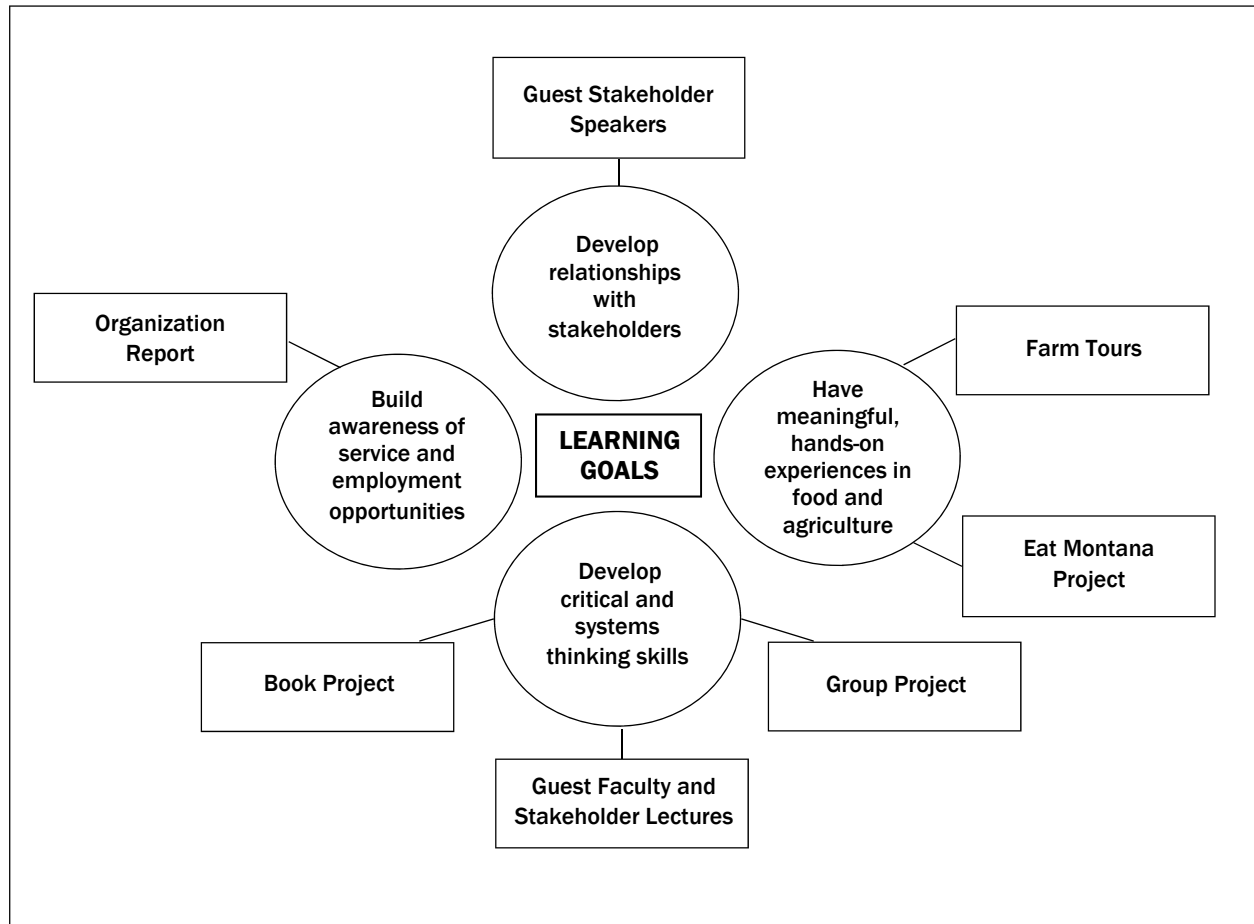 Guest Stakeholder
Speakers
Develop
relationships
with
stakeholders
Organization
Report
Farm Tours
Build
awareness of
service and
employment
opportunities
LEARNING
GOALS
Have
meaningful,
hands-on
experiences in
food and
agriculture
Eat Montana
Project
Develop
critical and
systems
thinking skills
Book Project
Group Project
Guest Faculty and
Stakeholder Lectures